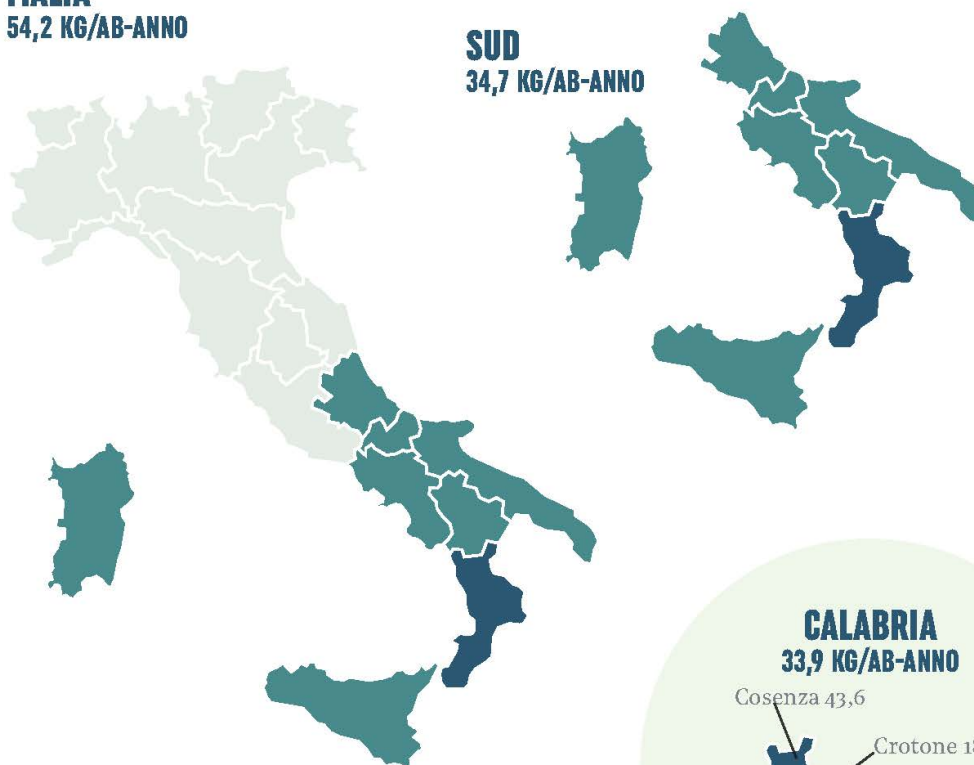 54,2 KG/AB-ANNO
SUD
34,7 KG/AB-ANNO
CALABRIA
33,9 KG/AB-ANNO
Cosenza 43,6
Crotone